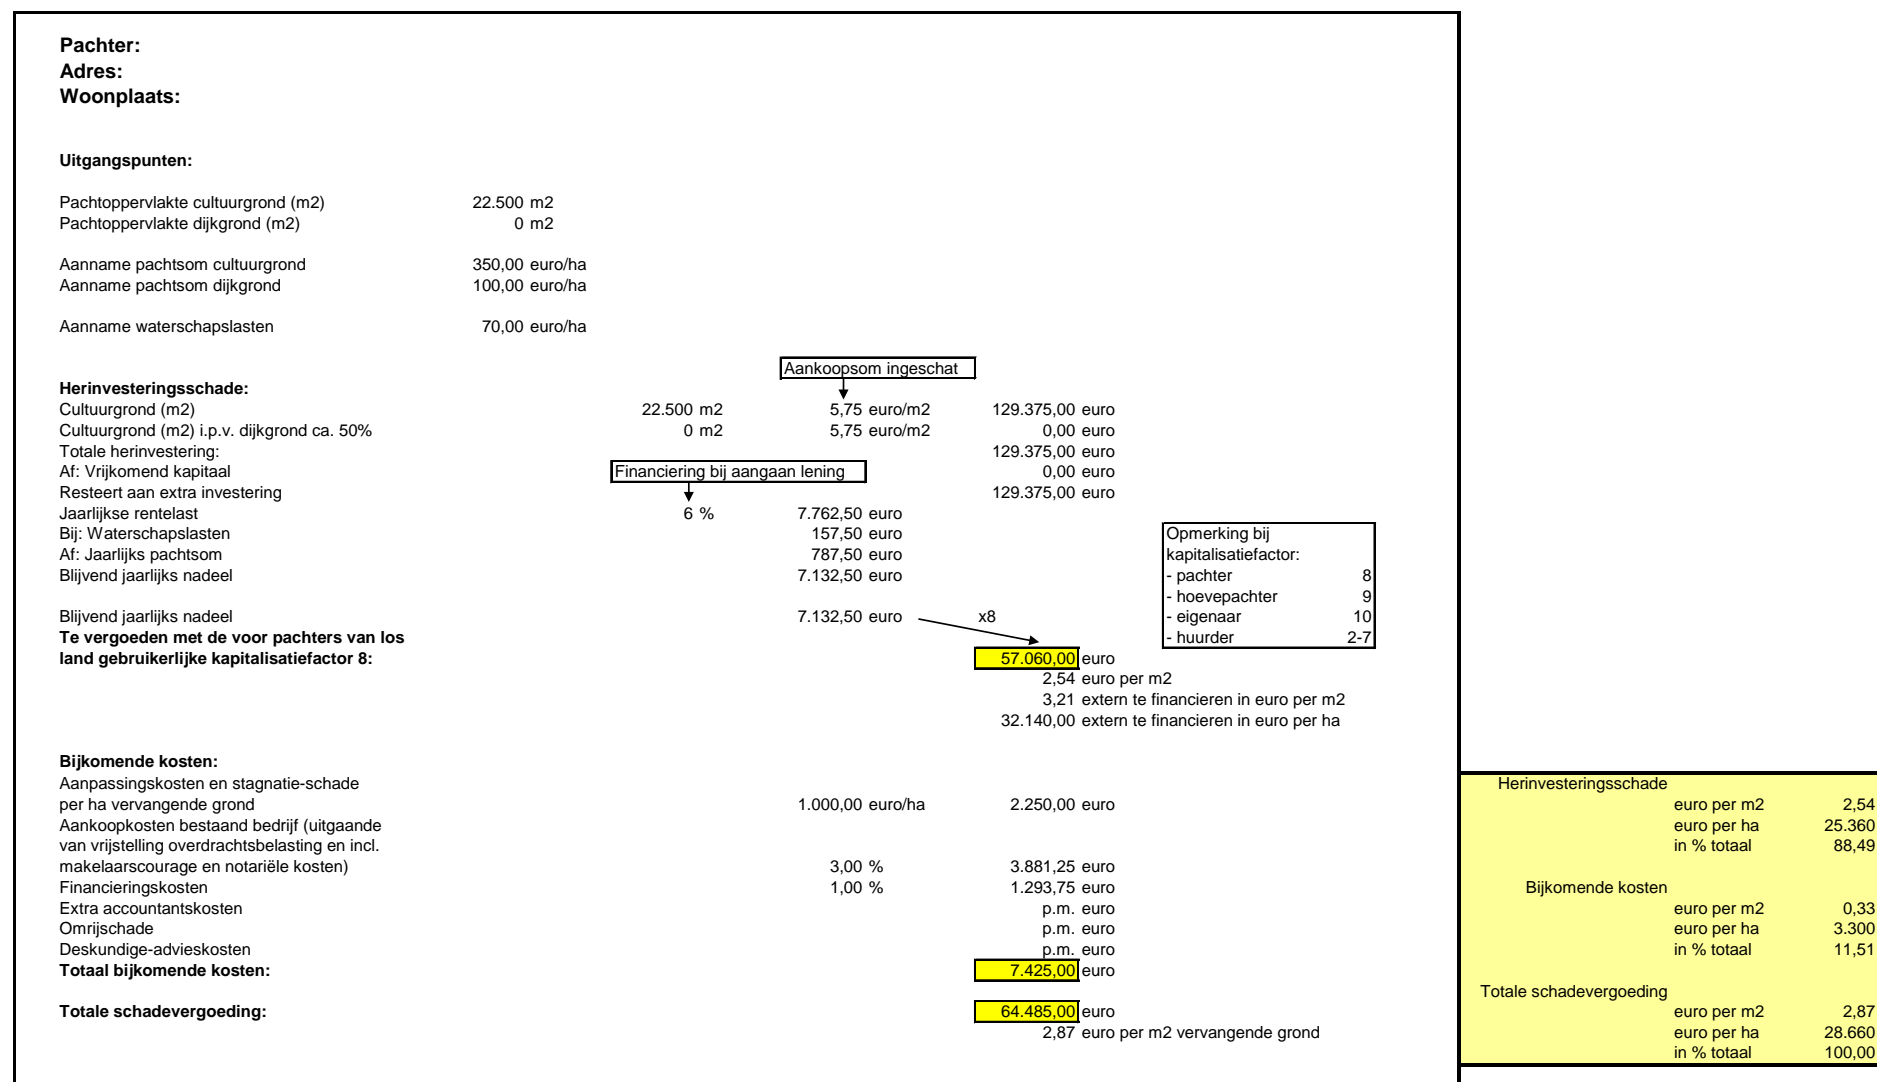 Pachter:
Adres:
Woonplaats:
Uitgangspunten:
Pachtoppervlakte cultuurgrond (m2) 22.500 m2
Pachtoppervlakte dijkgrond (m2) 0 m2
Aanname pachtsom cultuurgrond 350,00 euro/ha
Aanname pachtsom dijkgrond 100,00 euro/ha
Aanname waterschapslasten 70,00 euro/ha
Aankoopsom ingeschat
Herinvesteringsschade:
Cultuurgrond (m2) 22.500 m2 5,75 euro/m2 129.375,00 euro
Cultuurgrond (m2) i.p.v. dijkgrond ca. 50% 0 m2 5,75 euro/m2 0,00 euro
Totale herinvestering: 129.375,00 euro
Af: Vrijkomend kapitaal Financiering bij aangaan lening 0,00 euro
Resteert aan extra investering 129.375,00 euro
Jaarlijkse rentelast 6 % 7.762,50 euro
Bij: Waterschapslasten 157,50 euro
Af: Jaarlijks pachtsom 787,50 euro
Blijvend jaarlijks nadeel 7.132,50 euro
Opmerking bij
kapitalisatiefactor:
- pachter 8
- hoevepachter 9
- eigenaar 10
- huurder 2-7
Blijvend jaarlijks nadeel 7.132,50 euro x8
Te vergoeden met de voor pachters van los
land gebruikerlijke kapitalisatiefactor 8: 57.060,00 euro
2,54 euro per m2
3,21 extern te financieren in euro per m2
32.140,00 extern te financieren in euro per ha
Bijkomende kosten:
Aanpassingskosten en stagnatie-schade
per ha vervangende grond 1.000,00 euro/ha 2.250,00 euro
Aankoopkosten bestaand bedrijf (uitgaande
van vrijstelling overdrachtsbelasting en incl.
makelaarscourage en notariële kosten) 3,00 % 3.881,25 euro
Financieringskosten 1,00 % 1.293,75 euro
Extra accountantskosten p.m. euro
Omrijschade p.m. euro
Deskundige-advieskosten p.m. euro
Totaal bijkomende kosten: 7.425,00 euro
Totale schadevergoeding: 64.485,00 euro
2,87 euro per m2 vervangende grond
Herinvesteringsschade
euro per m2 2,54
euro per ha 25.360
in % totaal 88,49
Bijkomende kosten
euro per m2 0,33
euro per ha 3.300
in % totaal 11,51
Totale schadevergoeding
euro per m2 2,87
euro per ha 28.660
in % totaal 100,00